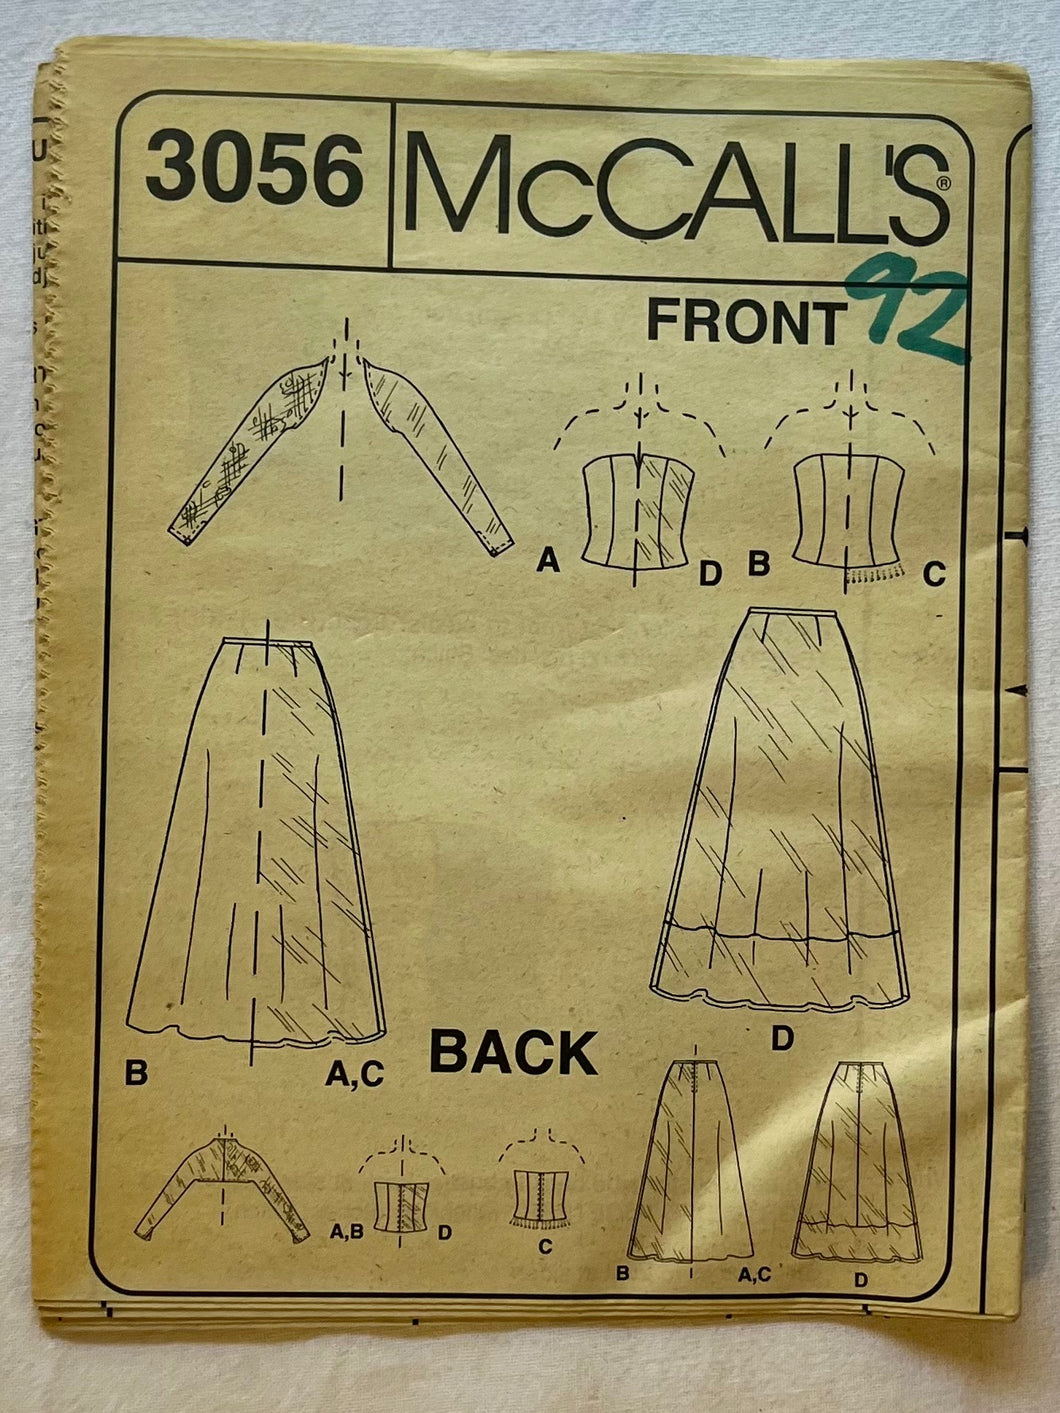 3056 McCALL'S®
FRONT 92
A D B C
B A,C BACK D
A,B D C B A,C D